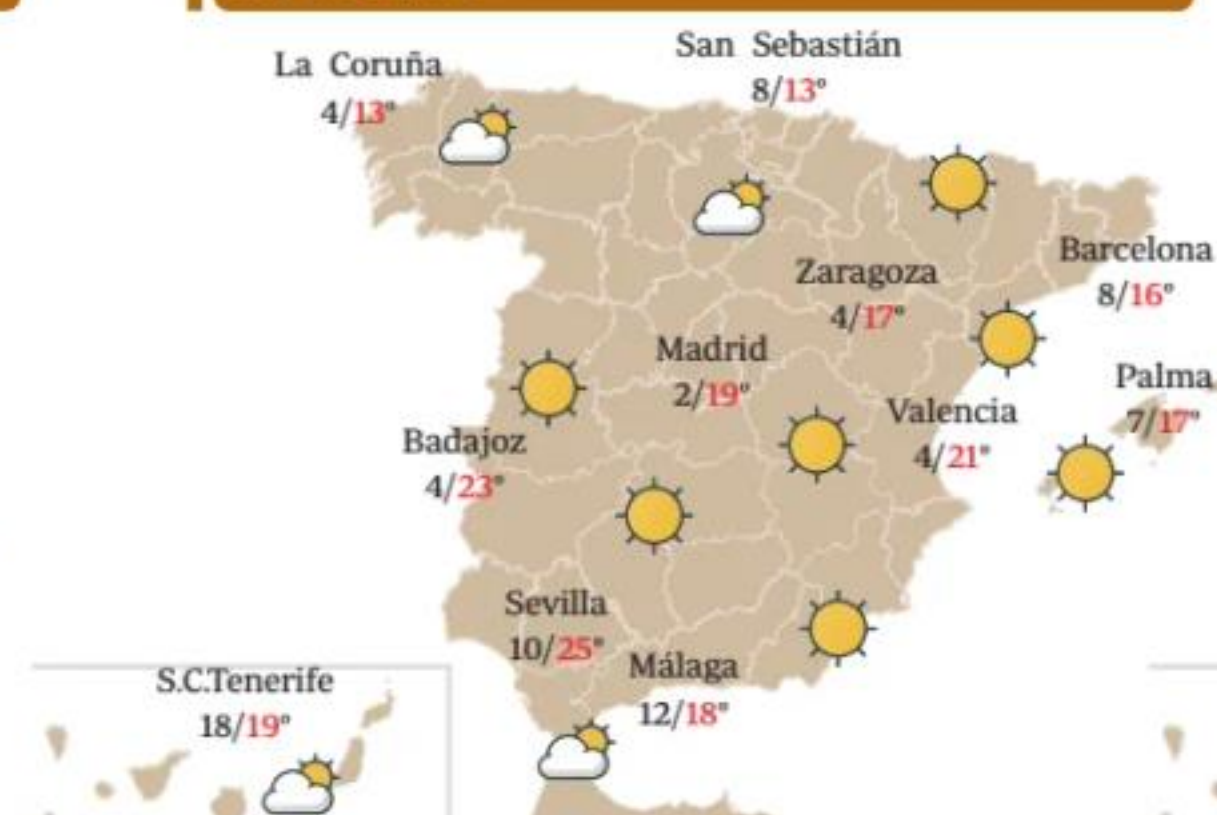 La Coruña
4/13°
San Sebastián
8/13°
Barcelona
8/16°
Zaragoza
4/17°
Madrid
2/19°
Palma
7/17°
Valencia
4/21°
Badajoz
4/23°
Sevilla
10/25°
Málaga
12/18°
S.C.Tenerife
18/19°